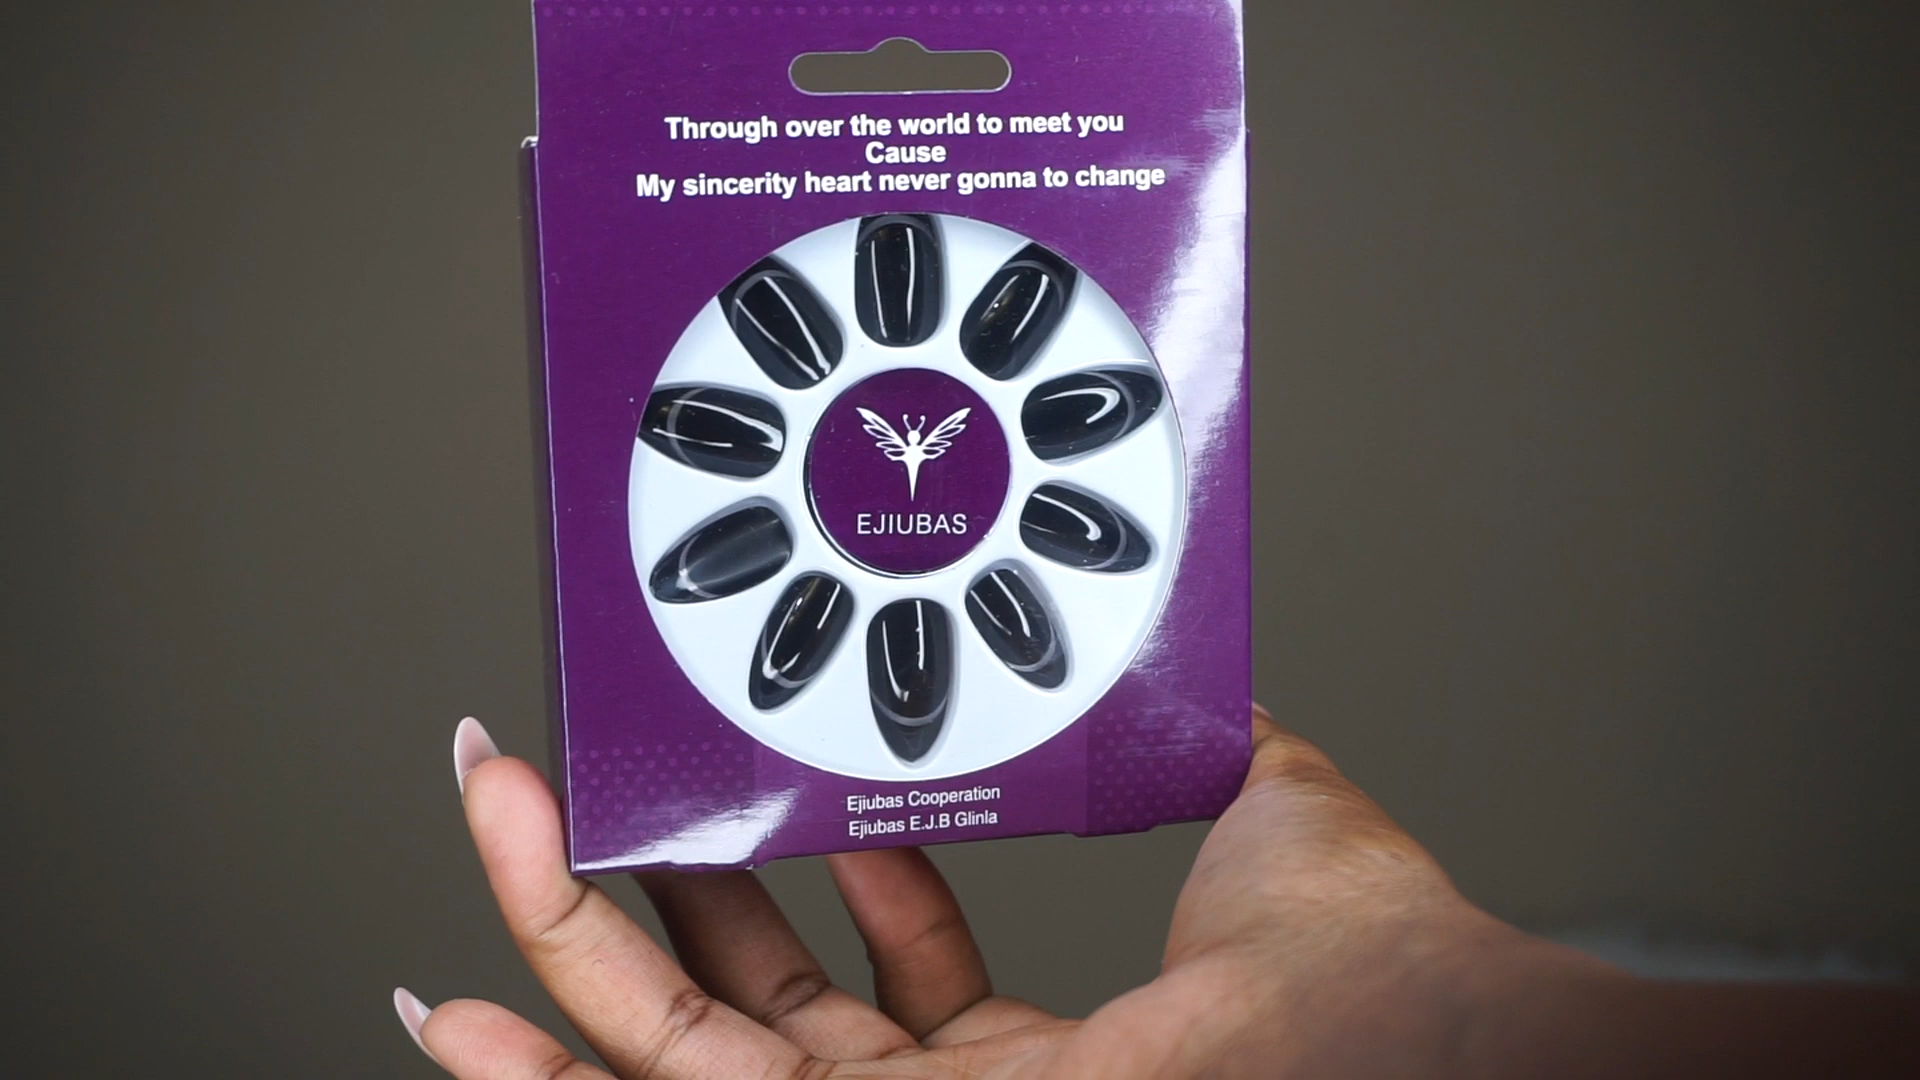 Through over the world to meet you
Cause
My sincerity heart never gonna to change
EJIUBAS
Ejiubas Cooperation
Ejiubas E.J.B Glinla